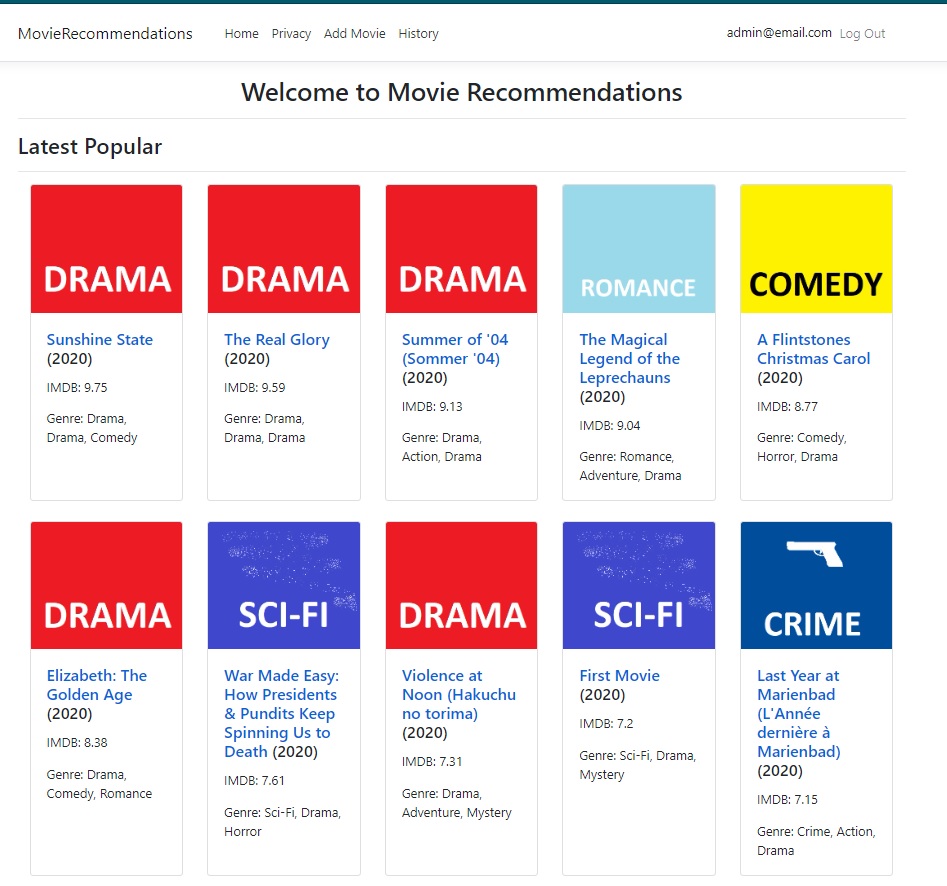 MovieRecommendations Home Privacy Add Movie History admin@email.com Log Out
Welcome to Movie Recommendations
Latest Popular
DRAMA
Sunshine State
(2020)
IMDB: 9.75
Genre: Drama,
Drama, Comedy
DRAMA
The Real Glory
(2020)
IMDB: 9.59
Genre: Drama,
Drama, Drama
DRAMA
Summer of '04
(Sommer '04)
(2020)
IMDB: 9.13
Genre: Drama,
Action, Drama
ROMANCE
The Magical
Legend of the
Leprechauns
(2020)
IMDB: 9.04
Genre: Romance,
Adventure, Drama
COMEDY
A Flintstones
Christmas Carol
(2020)
IMDB: 8.77
Genre: Comedy,
Horror, Drama
DRAMA
Elizabeth: The
Golden Age
(2020)
IMDB: 8.38
Genre: Drama,
Comedy, Romance
SCI-FI
War Made Easy:
How Presidents
& Pundits Keep
Spinning Us to
Death (2020)
IMDB: 7.61
Genre: Sci-Fi, Drama,
Horror
DRAMA
Violence at
Noon (Hakuchu
no torima)
(2020)
IMDB: 7.31
Genre: Drama,
Adventure, Mystery
SCI-FI
First Movie
(2020)
IMDB: 7.2
Genre: Sci-Fi, Drama,
Mystery
CRIME
Last Year at
Marienbad
(L'Année
dernière à
Marienbad)
(2020)
IMDB: 7.15
Genre: Crime, Action,
Drama